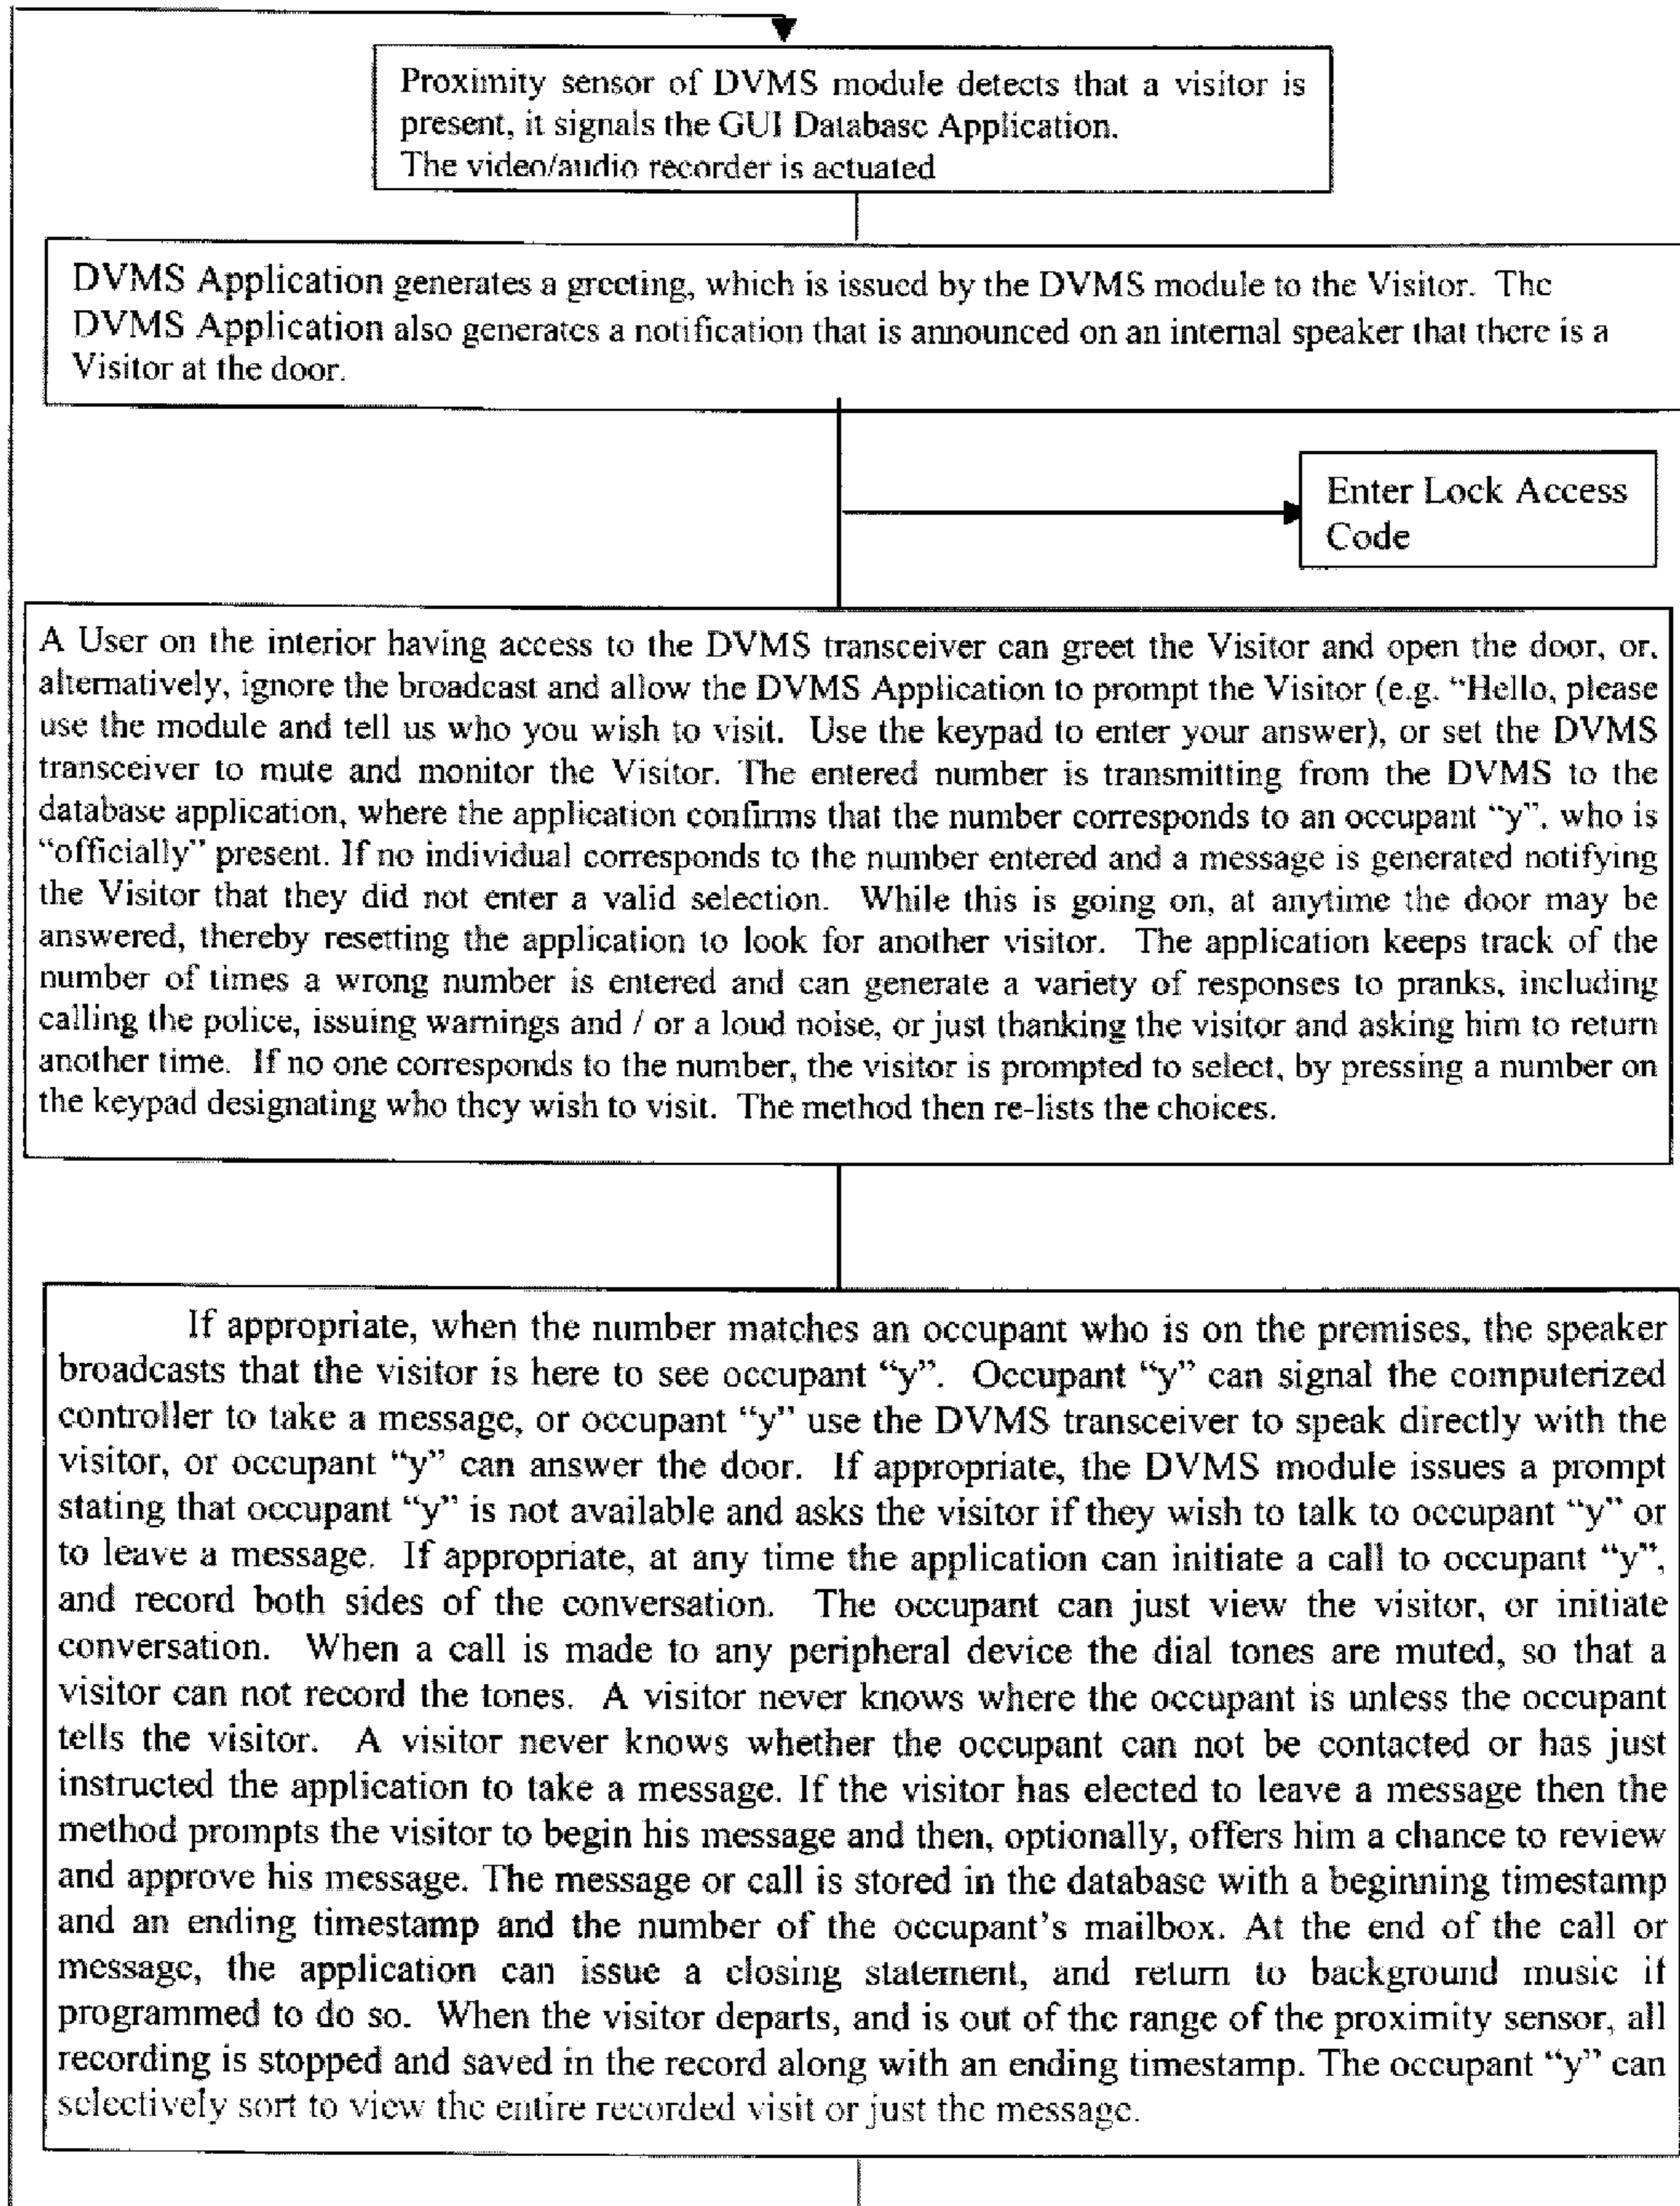 Proximity sensor of DVMS module detects that a visitor is
present, it signals the GUI Database Application.
The video/audio recorder is actuated
DVMS Application generates a greeting, which is issued by the DVMS module to the Visitor. The
DVMS Application also generates a notification that is announced on an internal speaker that there is a
Visitor at the door.
Enter Lock Access
Code
A User on the interior having access to the DVMS transceiver can greet the Visitor and open the door, or,
alternatively, ignore the broadcast and allow the DVMS Application to prompt the Visitor (e.g. “Hello, please
use the module and tell us who you wish to visit. Use the keypad to enter your answer), or set the DVMS
transceiver to mute and monitor the Visitor. The entered number is transmitting from the DVMS to the
database application, where the application confirms that the number corresponds to an occupant “y”, who is
“officially” present. If no individual corresponds to the number entered and a message is generated notifying
the Visitor that they did not enter a valid selection. While this is going on, at anytime the door may be
answered, thereby resetting the application to look for another visitor. The application keeps track of the
number of times a wrong number is entered and can generate a variety of responses to pranks, including
calling the police, issuing warnings and / or a loud noise, or just thanking the visitor and asking him to return
another time. If no one corresponds to the number, the visitor is prompted to select, by pressing a number on
the keypad designating who they wish to visit. The method then re-lists the choices.
If appropriate, when the number matches an occupant who is on the premises, the speaker
broadcasts that the visitor is here to see occupant “y”. Occupant “y” can signal the computerized
controller to take a message, or occupant “y” use the DVMS transceiver to speak directly with the
visitor, or occupant “y” can answer the door. If appropriate, the DVMS module issues a prompt
stating that occupant “y” is not available and asks the visitor if they wish to talk to occupant “y” or
to leave a message. If appropriate, at any time the application can initiate a call to occupant “y”,
and record both sides of the conversation. The occupant can just view the visitor, or initiate
conversation. When a call is made to any peripheral device the dial tones are muted, so that a
visitor can not record the tones. A visitor never knows where the occupant is unless the occupant
tells the visitor. A visitor never knows whether the occupant can not be contacted or has just
instructed the application to take a message. If the visitor has elected to leave a message then the
method prompts the visitor to begin his message and then, optionally, offers him a chance to review
and approve his message. The message or call is stored in the database with a beginning timestamp
and an ending timestamp and the number of the occupant’s mailbox. At the end of the call or
message, the application can issue a closing statement, and return to background music if
programmed to do so. When the visitor departs, and is out of the range of the proximity sensor, all
recording is stopped and saved in the record along with an ending timestamp. The occupant “y” can
selectively sort to view the entire recorded visit or just the message.